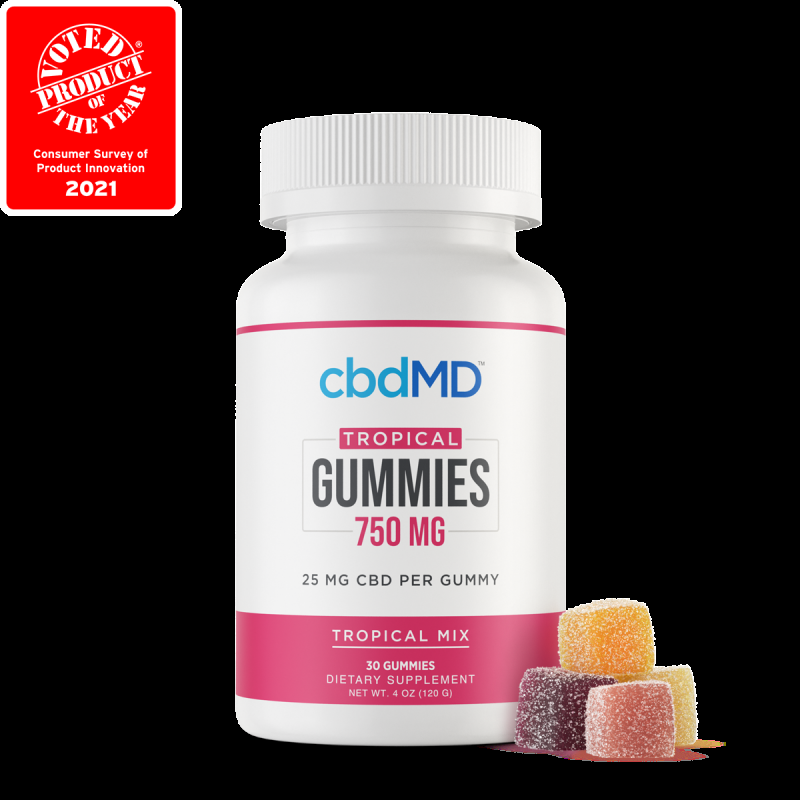 VOTED
PRODUCT®
OF
THE YEAR
Consumer Survey of
Product Innovation
2021
cbdMD™
TROPICAL
GUMMIES
750 MG
25 MG CBD PER GUMMY
TROPICAL MIX
30 GUMMIES
DIETARY SUPPLEMENT
NET WT. 4 OZ (120 G)